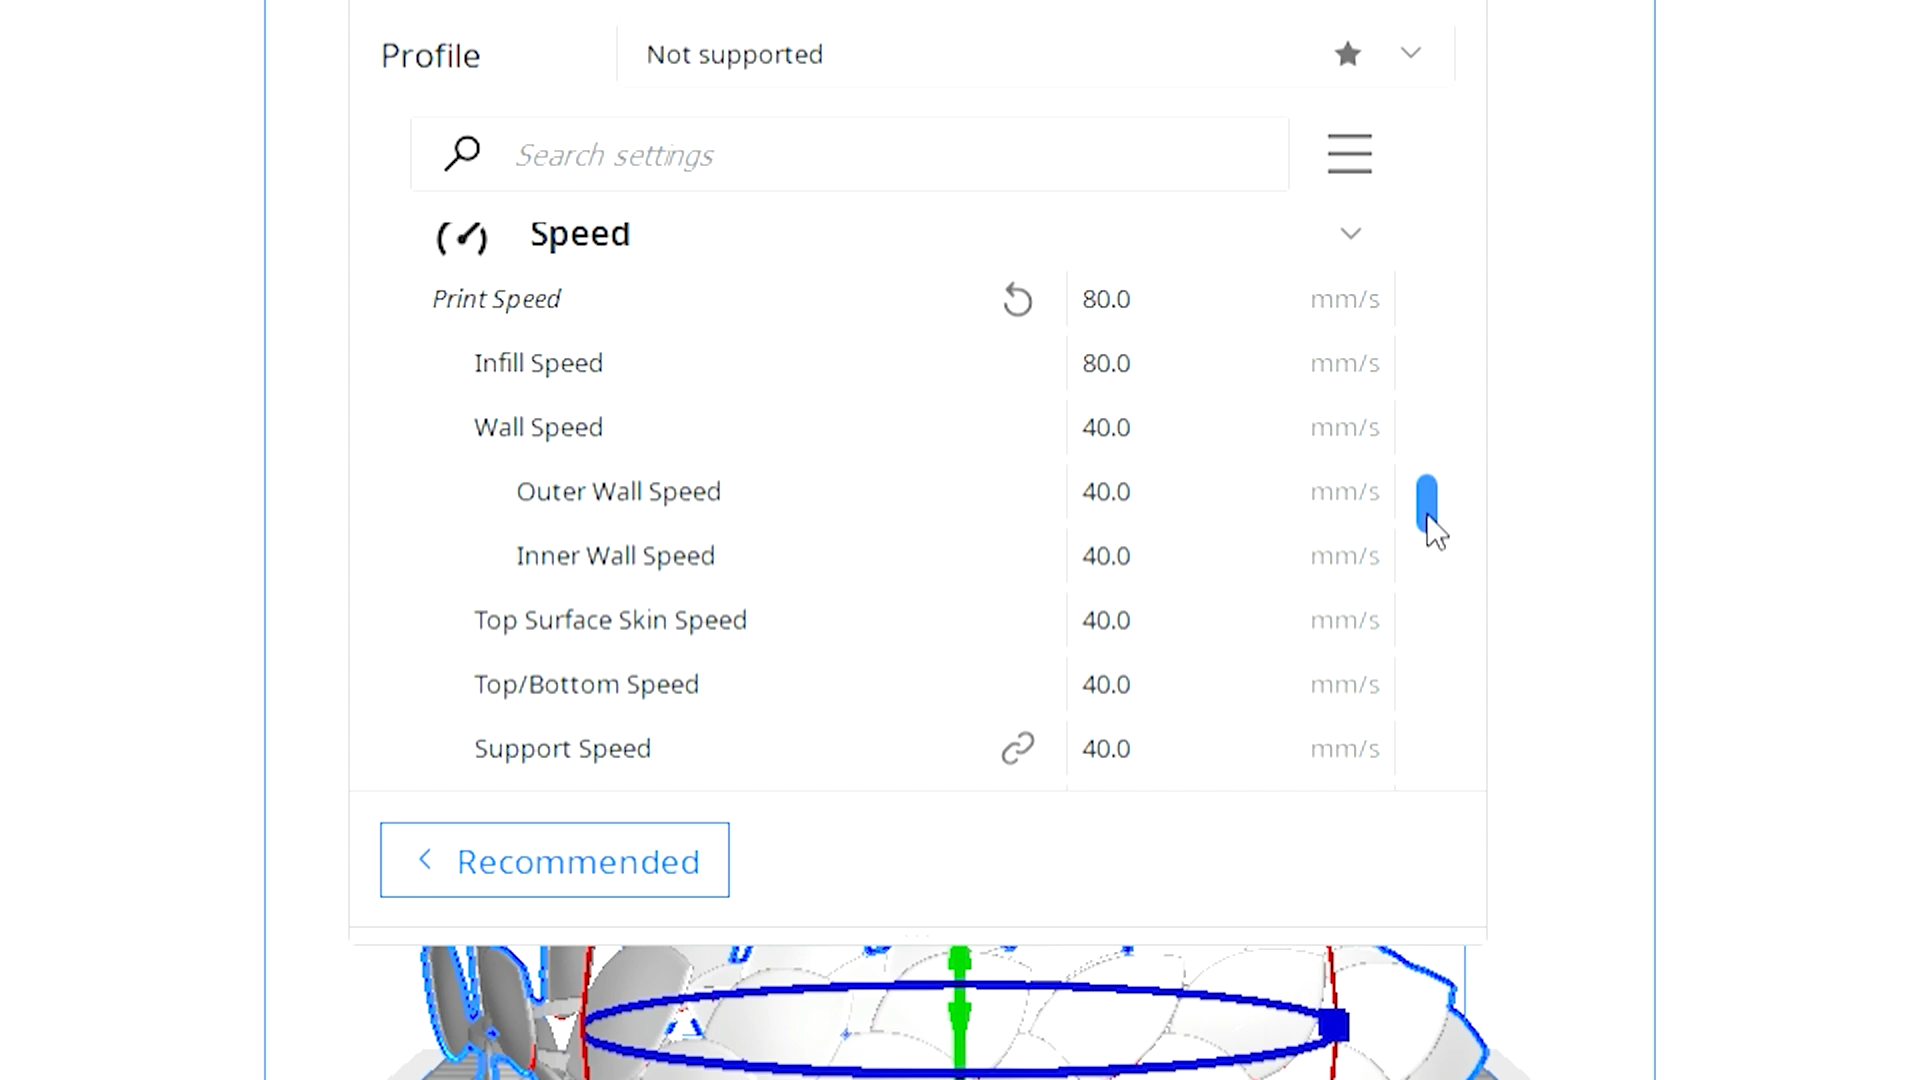 Profile
Not supported
Search settings
Speed
Print Speed 80.0 mm/s
Infill Speed 80.0 mm/s
Wall Speed 40.0 mm/s
Outer Wall Speed 40.0 mm/s
Inner Wall Speed 40.0 mm/s
Top Surface Skin Speed 40.0 mm/s
Top/Bottom Speed 40.0 mm/s
Support Speed 40.0 mm/s
Recommended